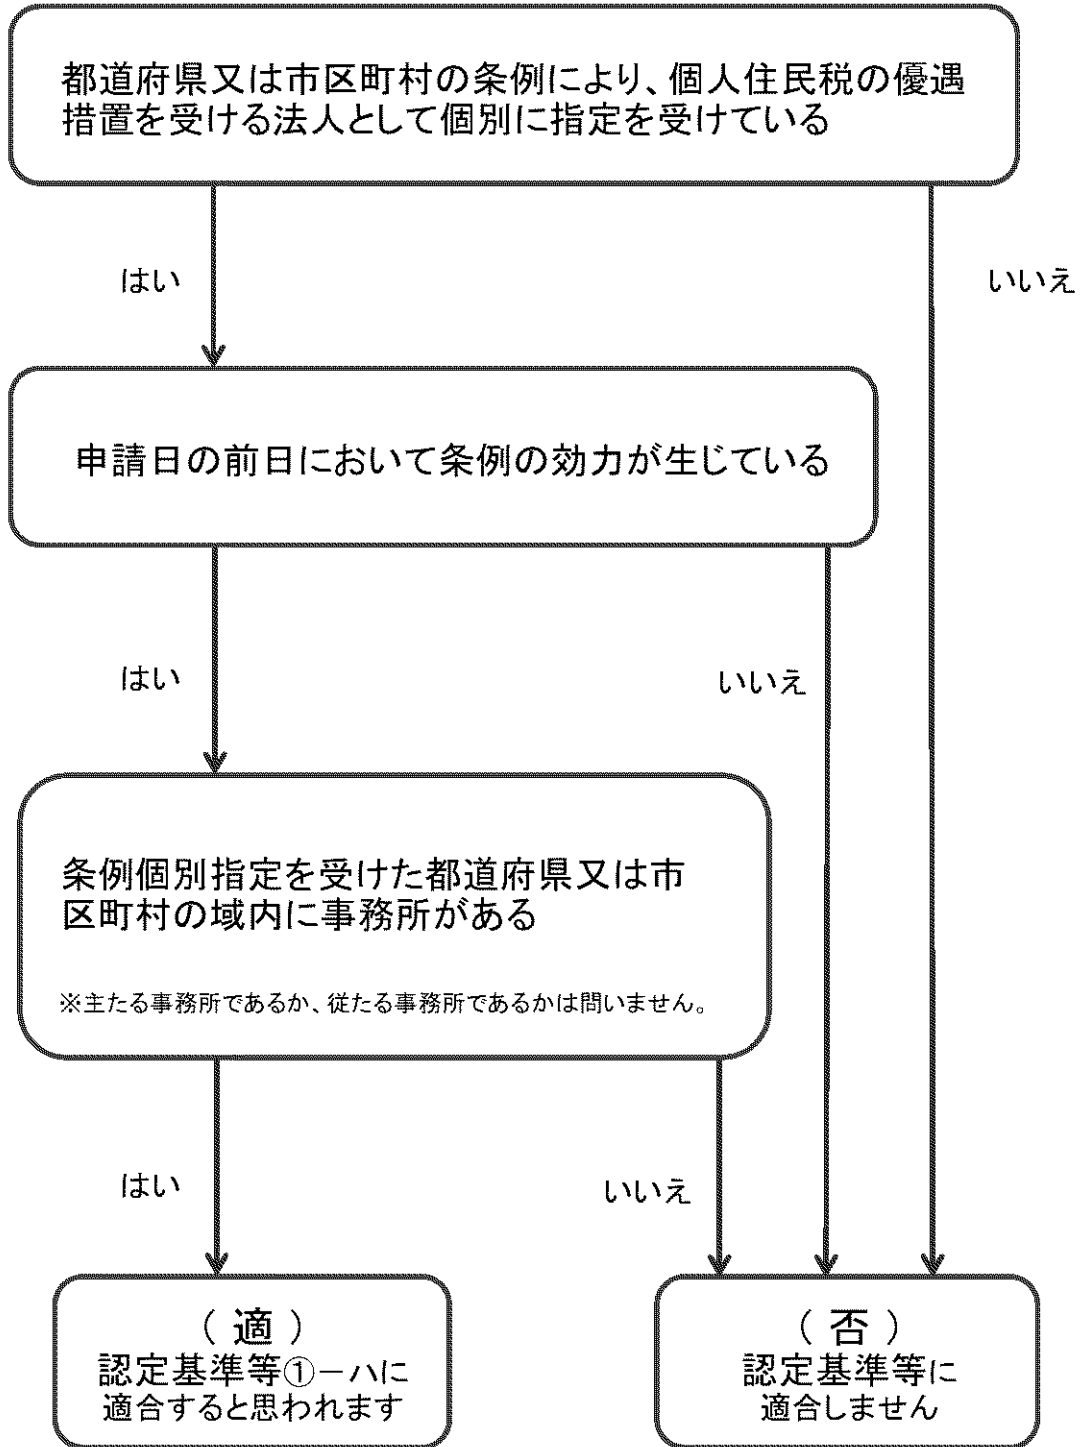 都道府県又は市区町村の条例により、個人住民税の優遇
措置を受ける法人として個別に指定を受けている
はい
いいえ
申請日の前日において条例の効力が生じている
はい
いいえ
条例個別指定を受けた都道府県又は市
区町村の域内に事務所がある
※主たる事務所であるか、従たる事務所であるかは問いません。
はい
いいえ
（ 適 ）
認定基準等①－ハに
適合すると思われます
（ 否 ）
認定基準等に
適合しません